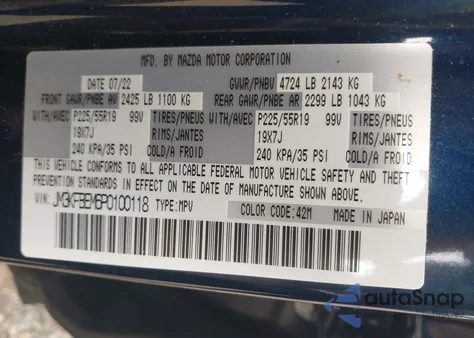 MFD. BY MAZDA MOTOR CORPORATION
DATE 07/22 GVWR/PNBV 4724 LB 2143 KG
FRONT GAWR/PNBE AV 2425 LB 1100 KG REAR GAWR/PNBE AR 2299 LB 1043 KG
WITH/AVEC P225/55R19 99V TIRES/PNEUS WITH/AVEC P225/55R19 99V TIRES/PNEUS
19X7J RIMS/JANTES 19X7J RIMS/JANTES
240 KPA/35 PSI COLD/A FROID 240 KPA/35 PSI COLD/A FROID
THIS VEHICLE CONFORMS TO ALL APPLICABLE FEDERAL MOTOR VEHICLE SAFETY AND THEFT
PREVENTION STANDARDS IN EFFECT ON THE DATE OF MANUFACTURE SHOWN ABOVE.
VIN: JM3KFBEM6P0100118 TYPE:MPV COLOR CODE:42M MADE IN JAPAN
autoSnap